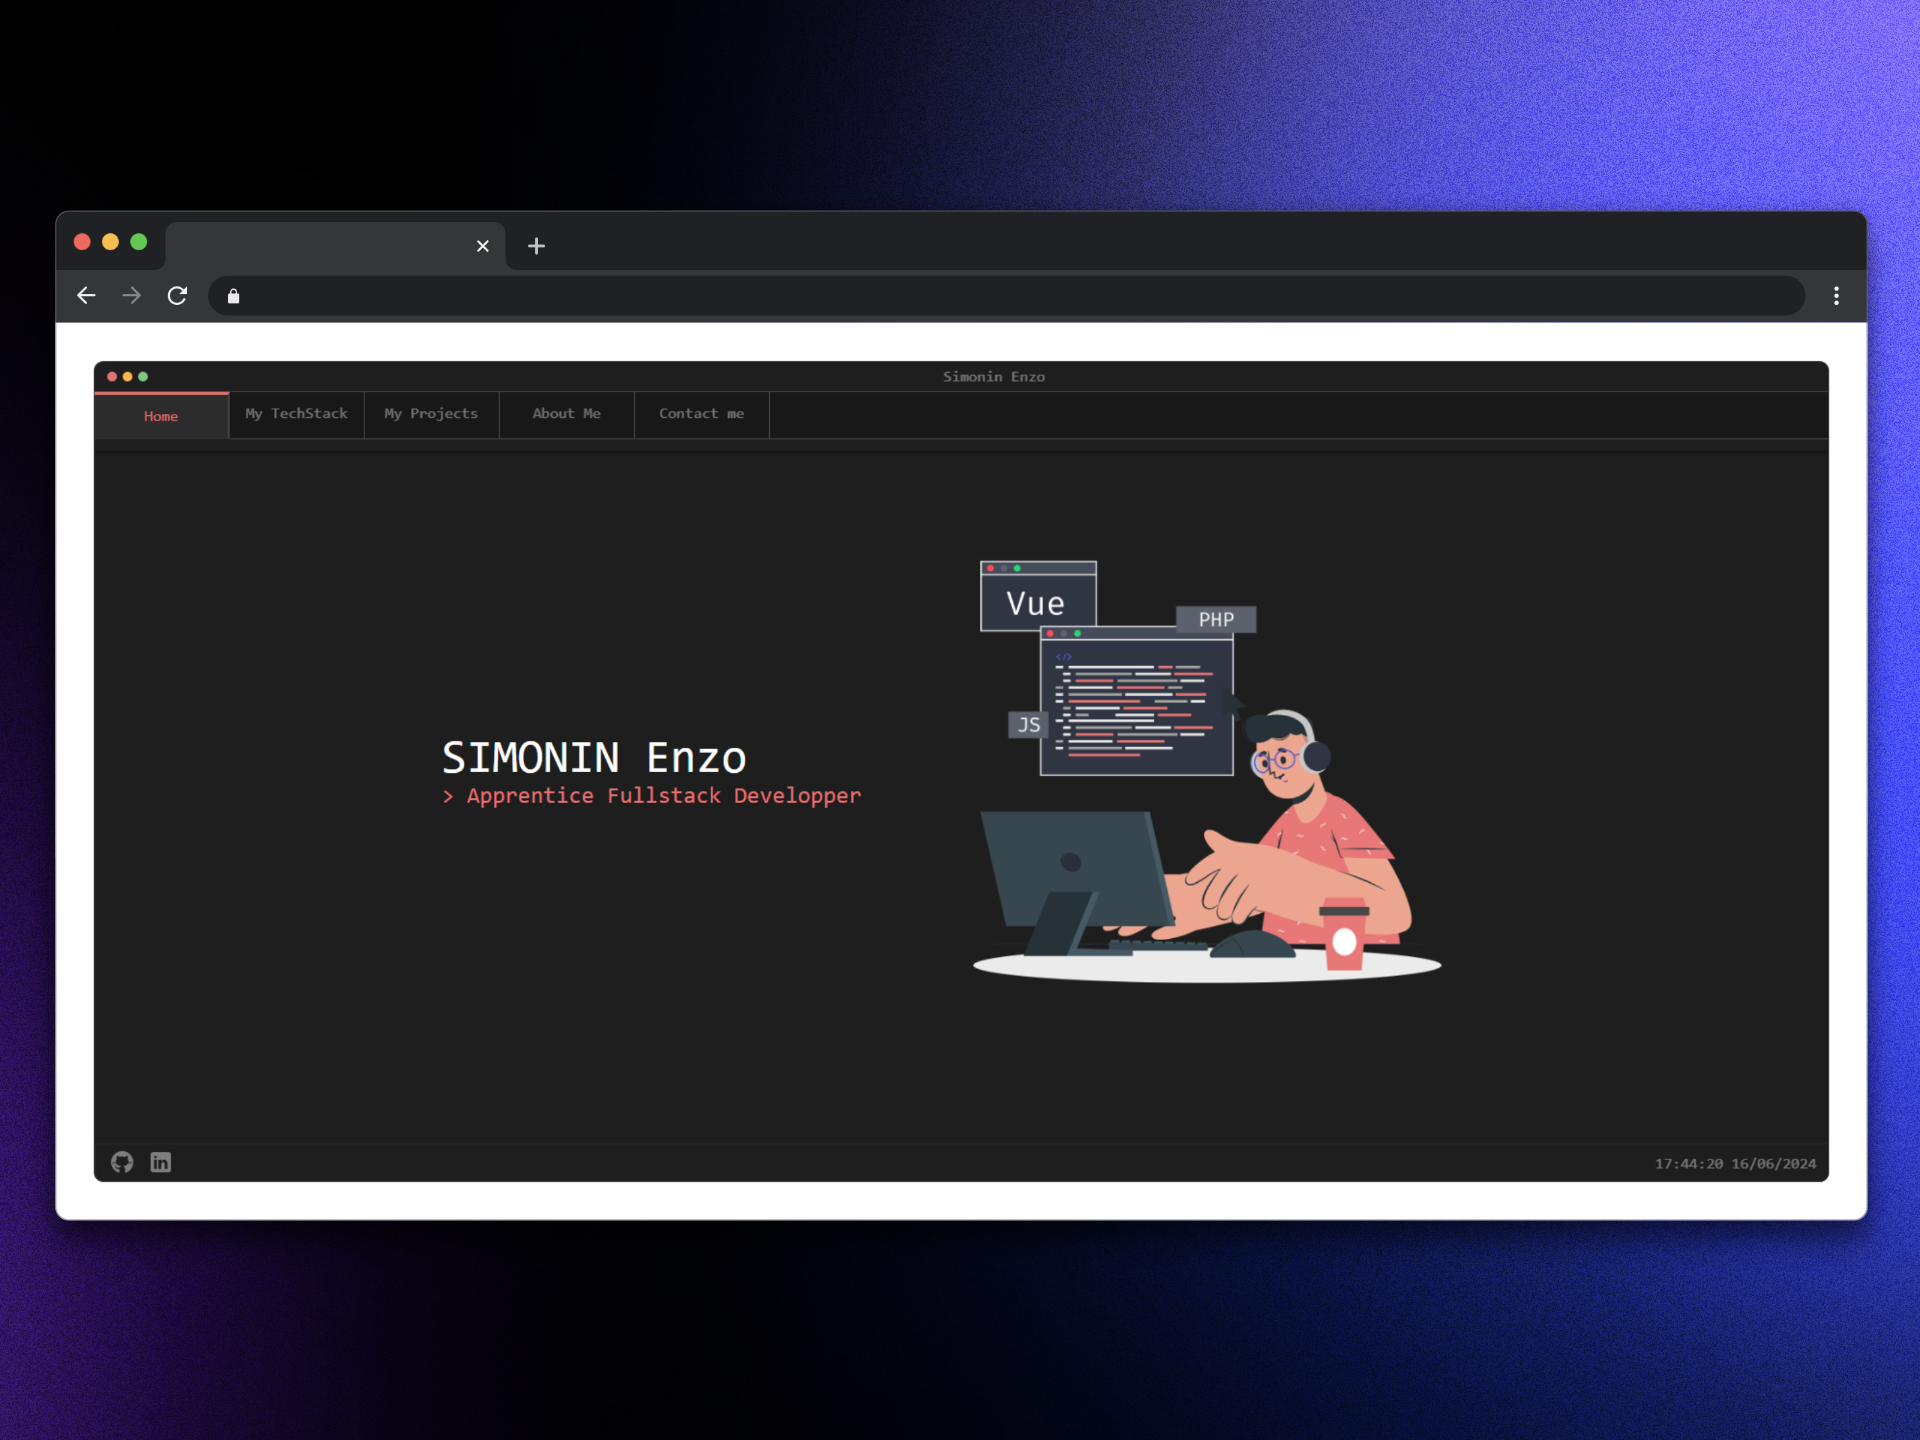 Simonin Enzo
Home
My TechStack
My Projects
About Me
Contact me
Vue
PHP
</>
JS
SIMONIN Enzo
> Apprentice Fullstack Developper
in
17:44:20 16/06/2024